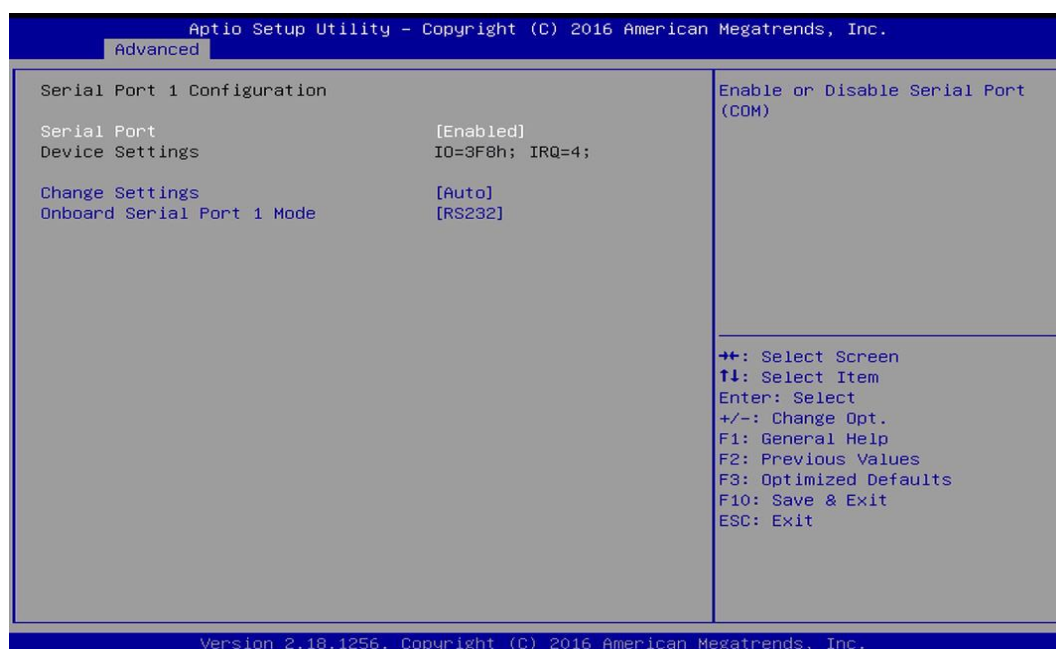 Aptio Setup Utility – Copyright (C) 2016 American Megatrends, Inc.
Advanced
Serial Port 1 Configuration
Serial Port [Enabled]
Device Settings IO=3F8h; IRQ=4;
Change Settings [Auto]
Onboard Serial Port 1 Mode [RS232]
Enable or Disable Serial Port
(COM)
→←: Select Screen
↑↓: Select Item
Enter: Select
+/-: Change Opt.
F1: General Help
F2: Previous Values
F3: Optimized Defaults
F10: Save & Exit
ESC: Exit
Version 2.18.1256. Copyright (C) 2016 American Megatrends, Inc.